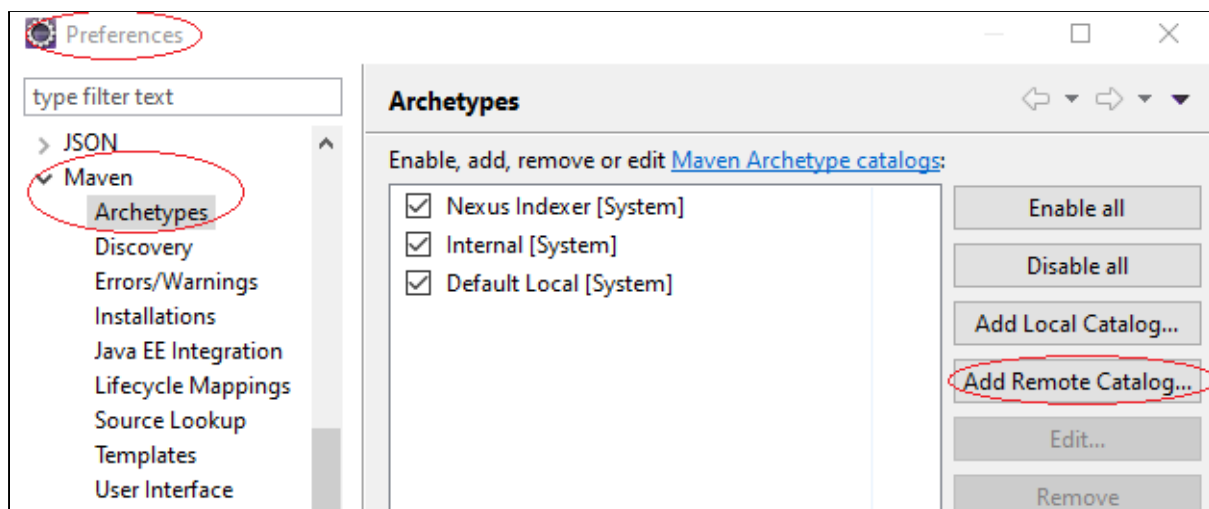 Preferences
type filter text
JSON
Maven
Archetypes
Discovery
Errors/Warnings
Installations
Java EE Integration
Lifecycle Mappings
Source Lookup
Templates
User Interface
Archetypes
Enable, add, remove or edit Maven Archetype catalogs:
Nexus Indexer [System]
Internal [System]
Default Local [System]
Enable all
Disable all
Add Local Catalog...
Add Remote Catalog...
Edit...
Remove